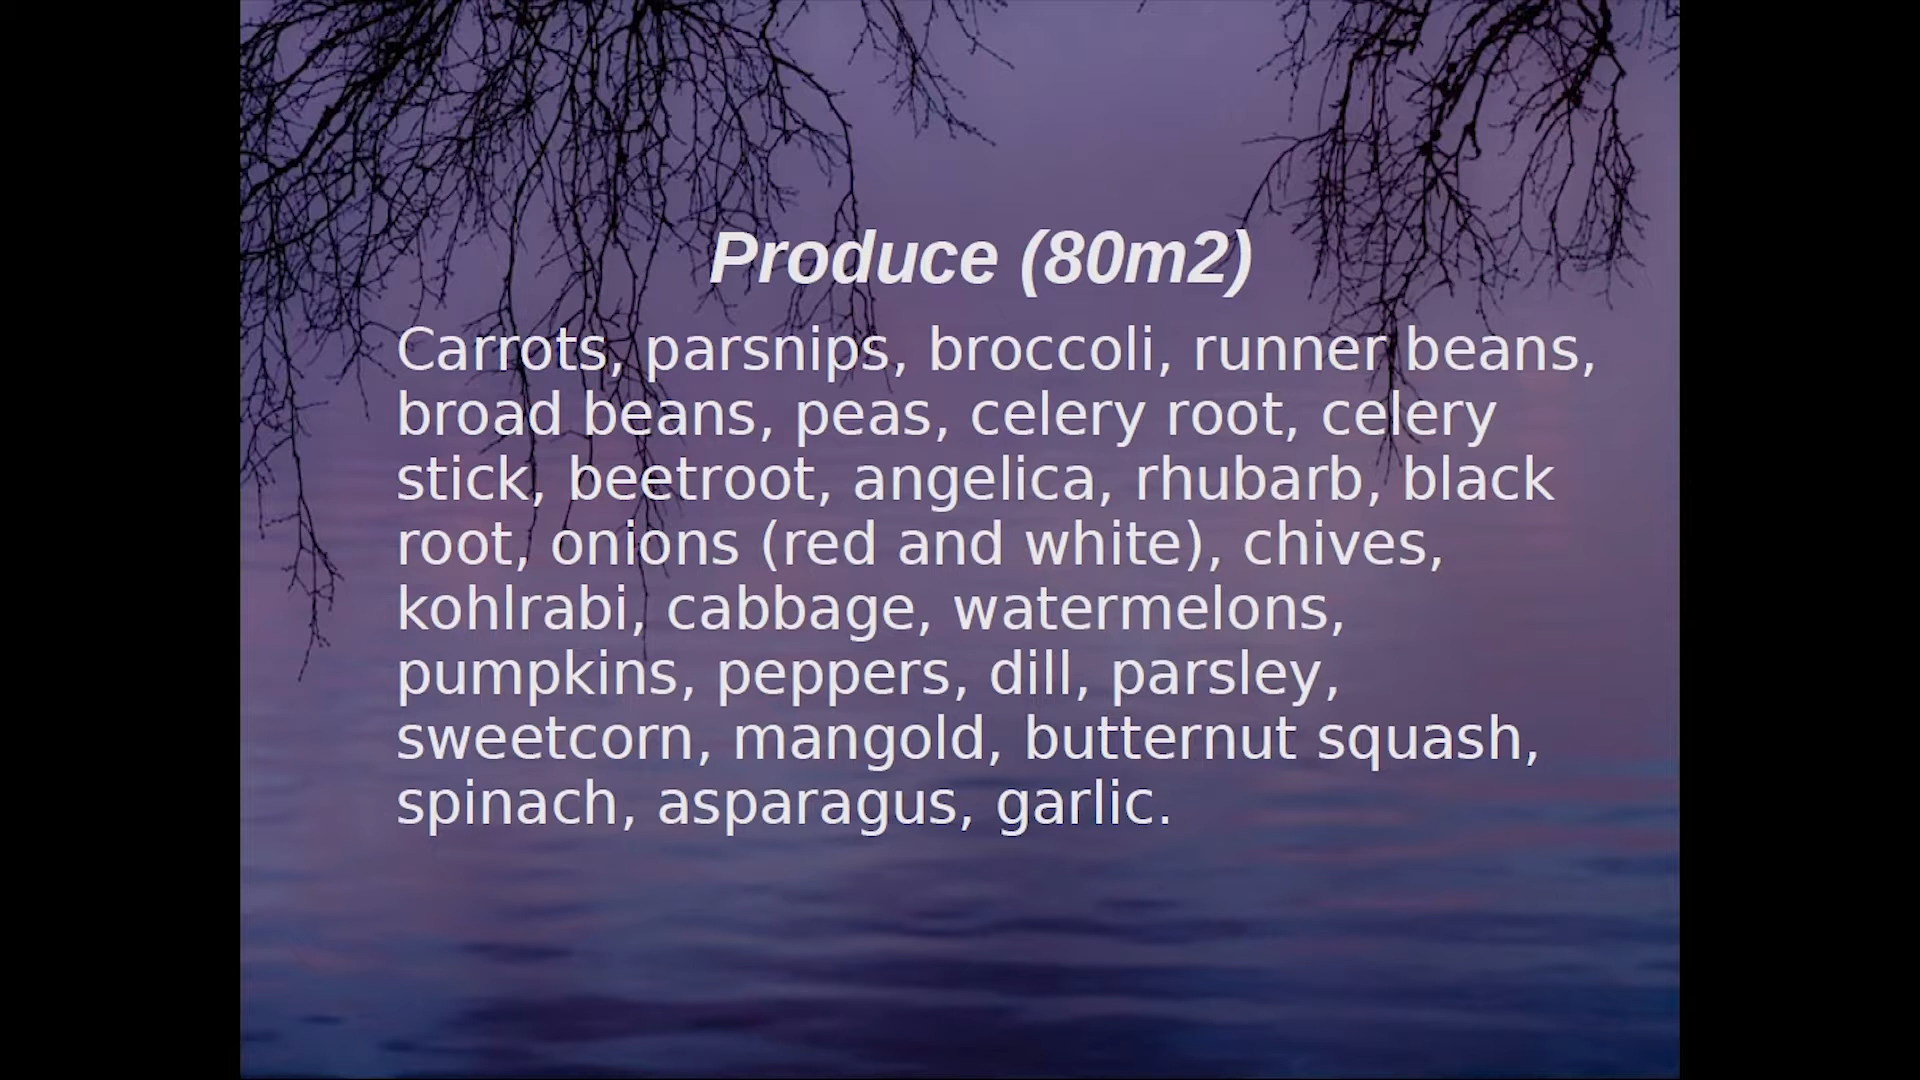 Produce (80m2)
Carrots, parsnips, broccoli, runner beans,
broad beans, peas, celery root, celery
stick, beetroot, angelica, rhubarb, black
root, onions (red and white), chives,
kohlrabi, cabbage, watermelons,
pumpkins, peppers, dill, parsley,
sweetcorn, mangold, butternut squash,
spinach, asparagus, garlic.